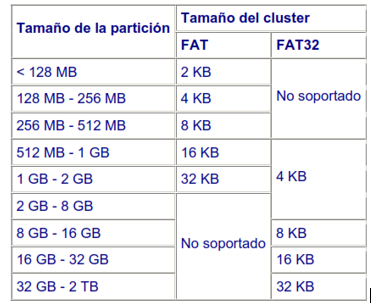 Tamaño de la partición
Tamaño del cluster
FAT
FAT32
< 128 MB
2 KB
No soportado
128 MB - 256 MB
4 KB
256 MB - 512 MB
8 KB
512 MB - 1 GB
16 KB
4 KB
1 GB - 2 GB
32 KB
2 GB - 8 GB
No soportado
8 GB - 16 GB
8 KB
16 GB - 32 GB
16 KB
32 GB - 2 TB
32 KB